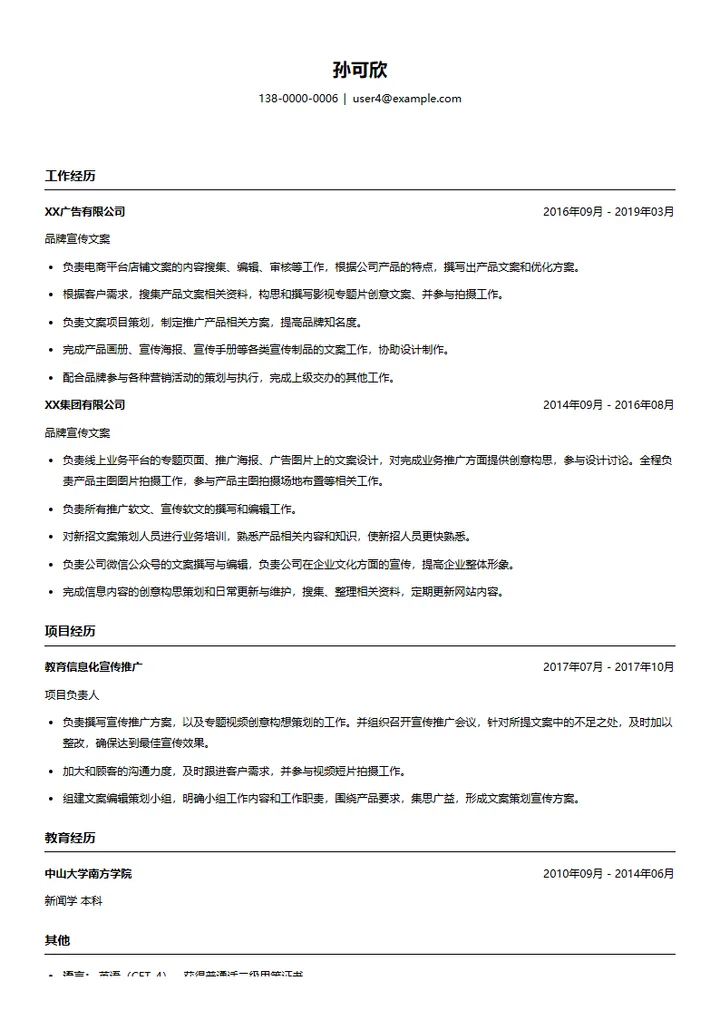 孙可欣
138-0000-0006 | user4@example.com
工作经历
XX广告有限公司 2016年09月 - 2019年03月
品牌宣传文案
• 负责电商平台店铺文案的内容搜集、编辑、审核等工作，根据公司产品的特点，撰写出产品文案和优化方案。
• 根据客户需求，搜集产品文案相关资料，构思和撰写影视专题片创意文案、并参与拍摄工作。
• 负责文案项目策划，制定推广产品相关方案，提高品牌知名度。
• 完成产品画册、宣传海报、宣传手册等各类宣传制品的文案工作，协助设计制作。
• 配合品牌参与各种营销活动的策划与执行，完成上级交办的其他工作。
XX集团有限公司 2014年09月 - 2016年08月
品牌宣传文案
• 负责线上业务平台的专题页面、推广海报、广告图片上的文案设计，对完成业务推广方面提供创意构思，参与设计讨论。全程负
责产品主图图片拍摄工作，参与产品主图拍摄场地布置等相关工作。
• 负责所有推广软文、宣传软文的撰写和编辑工作。
• 对新招文案策划人员进行业务培训，熟悉产品相关内容和知识，使新招人员更快熟悉。
• 负责公司微信公众号的文案撰写与编辑，负责公司在企业文化方面的宣传，提高企业整体形象。
• 完成信息内容的创意构思策划和日常更新与维护，搜集、整理相关资料，定期更新网站内容。
项目经历
教育信息化宣传推广 2017年07月 - 2017年10月
项目负责人
• 负责撰写宣传推广方案，以及专题视频创意构想策划的工作。并组织召开宣传推广会议，针对所提文案中的不足之处，及时加以
整改，确保达到最佳宣传效果。
• 加大和顾客的沟通力度，及时跟进客户需求，并参与视频短片拍摄工作。
• 组建文案编辑策划小组，明确小组工作内容和工作职责，围绕产品要求，集思广益，形成文案策划宣传方案。
教育经历
中山大学南方学院 2010年09月 - 2014年06月
新闻学 本科
其他
• 语言： 英语（CET-4），获得普通话二级甲等证书